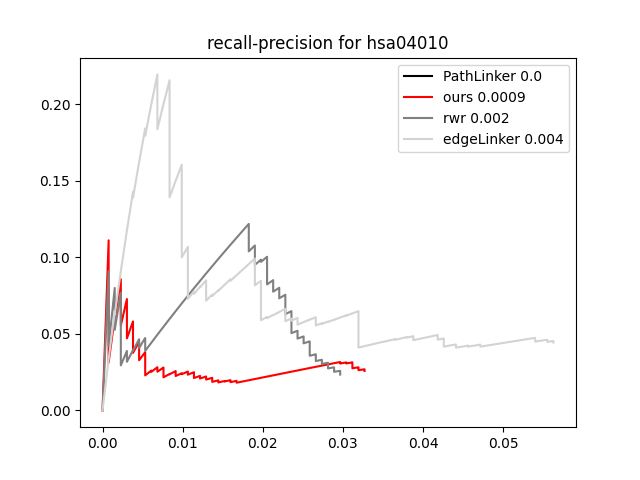 recall-precision for hsa04010
PathLinker 0.0
ours 0.0009
rwr 0.002
edgeLinker 0.004
0.20
0.15
0.10
0.05
0.00
0.00 0.01 0.02 0.03 0.04 0.05